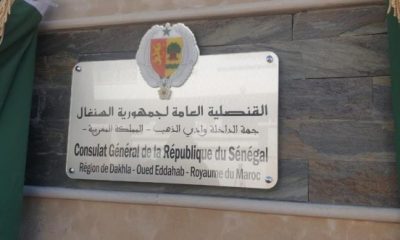 القنصلية العامة لجمهورية السنغال
جهة الداخلة وادي الذهب - المملكة المغربية -
Consulat Général de la République du Sénégal
Région de Dakhla - Oued Eddahab - Royaume du Maroc